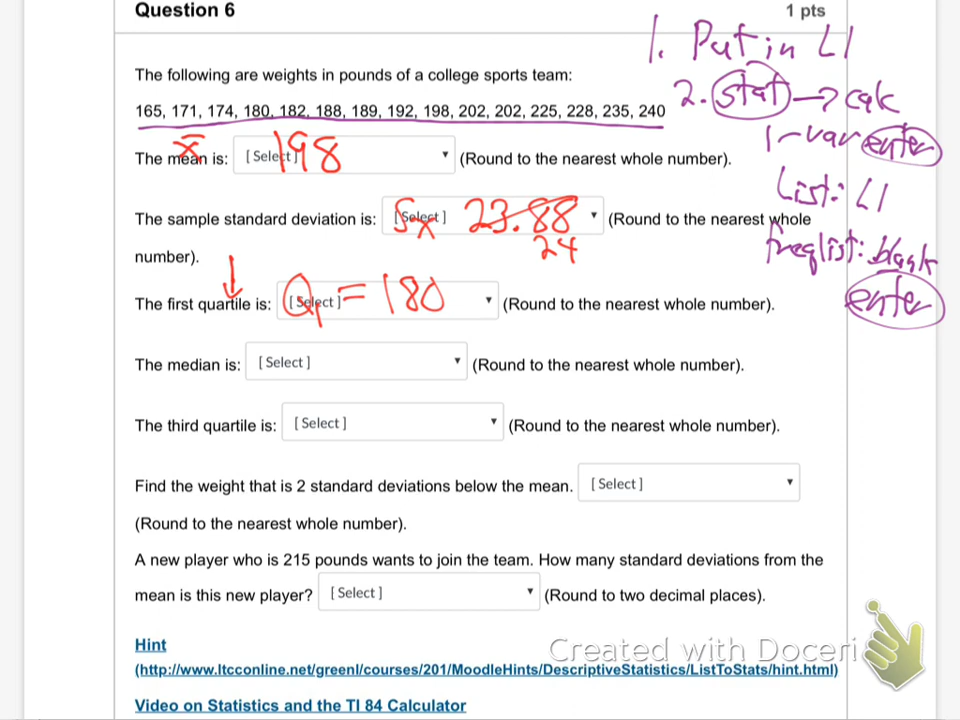 Question 6
1 pts
1. Put in L1
The following are weights in pounds of a college sports team:
2. Stat → calc
165, 171, 174, 180, 182, 188, 189, 192, 198, 202, 202, 225, 228, 235, 240
1-var enter
The mean is: [ Select ] (Round to the nearest whole number).
x̄ 198
List: L1
The sample standard deviation is: [ Select ] (Round to the nearest whole
Sx 23.88
24
number).
freqlist: blank
enter
The first quartile is: [ Select ] (Round to the nearest whole number).
Q1 = 180
The median is: [ Select ] (Round to the nearest whole number).
The third quartile is: [ Select ] (Round to the nearest whole number).
Find the weight that is 2 standard deviations below the mean. [ Select ]
(Round to the nearest whole number).
A new player who is 215 pounds wants to join the team. How many standard deviations from the
mean is this new player? [ Select ] (Round to two decimal places).
Hint
Created with Doceri
(http://www.ltcconline.net/greenl/courses/201/MoodleHints/DescriptiveStatistics/ListToStats/hint.html)
Video on Statistics and the TI 84 Calculator